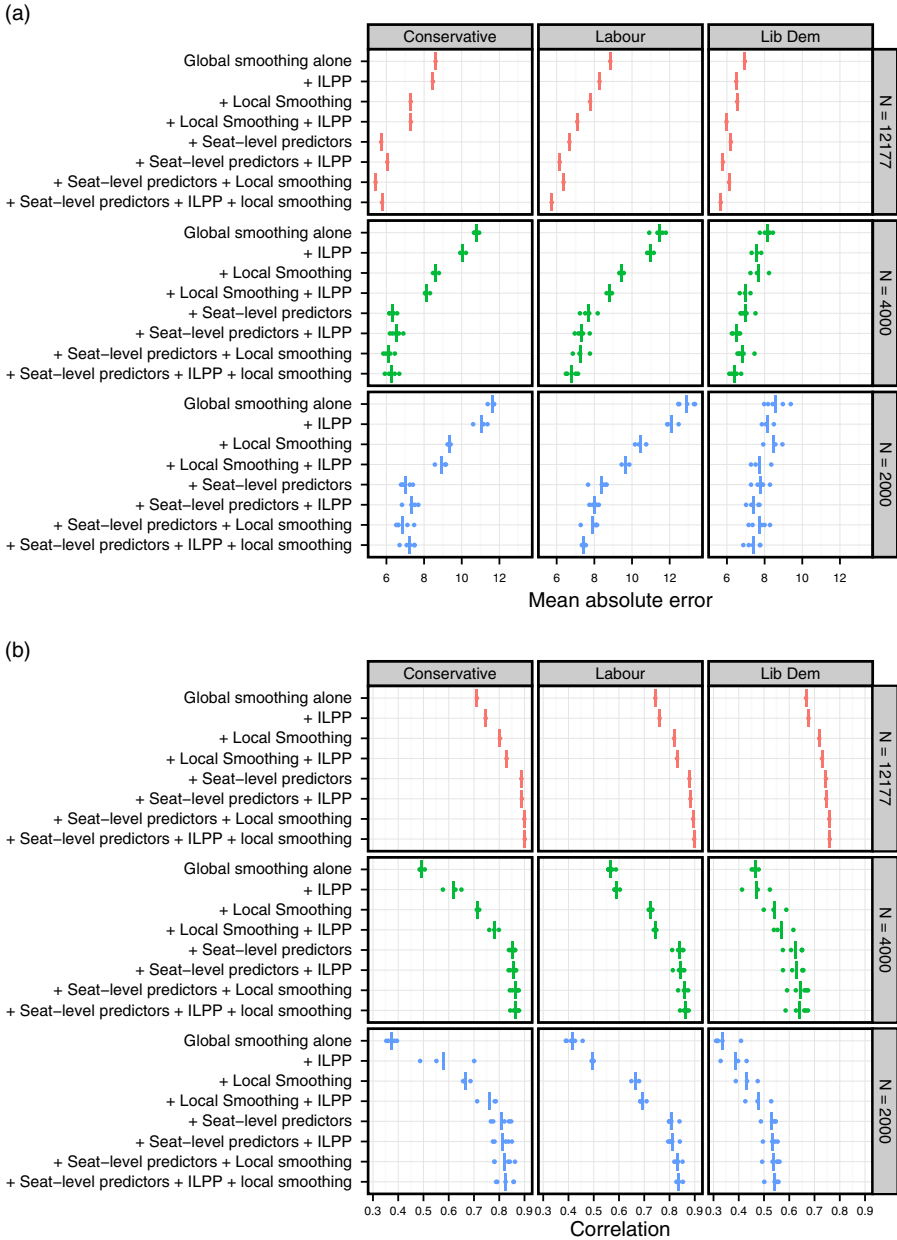 (a)
Conservative Labour Lib Dem
Global smoothing alone
+ ILPP
+ Local Smoothing
+ Local Smoothing + ILPP
+ Seat−level predictors
+ Seat−level predictors + ILPP
+ Seat−level predictors + Local smoothing
+ Seat−level predictors + ILPP + local smoothing
N = 12177
Global smoothing alone
+ ILPP
+ Local Smoothing
+ Local Smoothing + ILPP
+ Seat−level predictors
+ Seat−level predictors + ILPP
+ Seat−level predictors + Local smoothing
+ Seat−level predictors + ILPP + local smoothing
N = 4000
Global smoothing alone
+ ILPP
+ Local Smoothing
+ Local Smoothing + ILPP
+ Seat−level predictors
+ Seat−level predictors + ILPP
+ Seat−level predictors + Local smoothing
+ Seat−level predictors + ILPP + local smoothing
N = 2000
6 8 10 12 6 8 10 12 6 8 10 12
Mean absolute error
(b)
Conservative Labour Lib Dem
Global smoothing alone
+ ILPP
+ Local Smoothing
+ Local Smoothing + ILPP
+ Seat−level predictors
+ Seat−level predictors + ILPP
+ Seat−level predictors + Local smoothing
+ Seat−level predictors + ILPP + local smoothing
N = 12177
Global smoothing alone
+ ILPP
+ Local Smoothing
+ Local Smoothing + ILPP
+ Seat−level predictors
+ Seat−level predictors + ILPP
+ Seat−level predictors + Local smoothing
+ Seat−level predictors + ILPP + local smoothing
N = 4000
Global smoothing alone
+ ILPP
+ Local Smoothing
+ Local Smoothing + ILPP
+ Seat−level predictors
+ Seat−level predictors + ILPP
+ Seat−level predictors + Local smoothing
+ Seat−level predictors + ILPP + local smoothing
N = 2000
0.3 0.4 0.5 0.6 0.7 0.8 0.9 0.3 0.4 0.5 0.6 0.7 0.8 0.9 0.3 0.4 0.5 0.6 0.7 0.8 0.9
Correlation